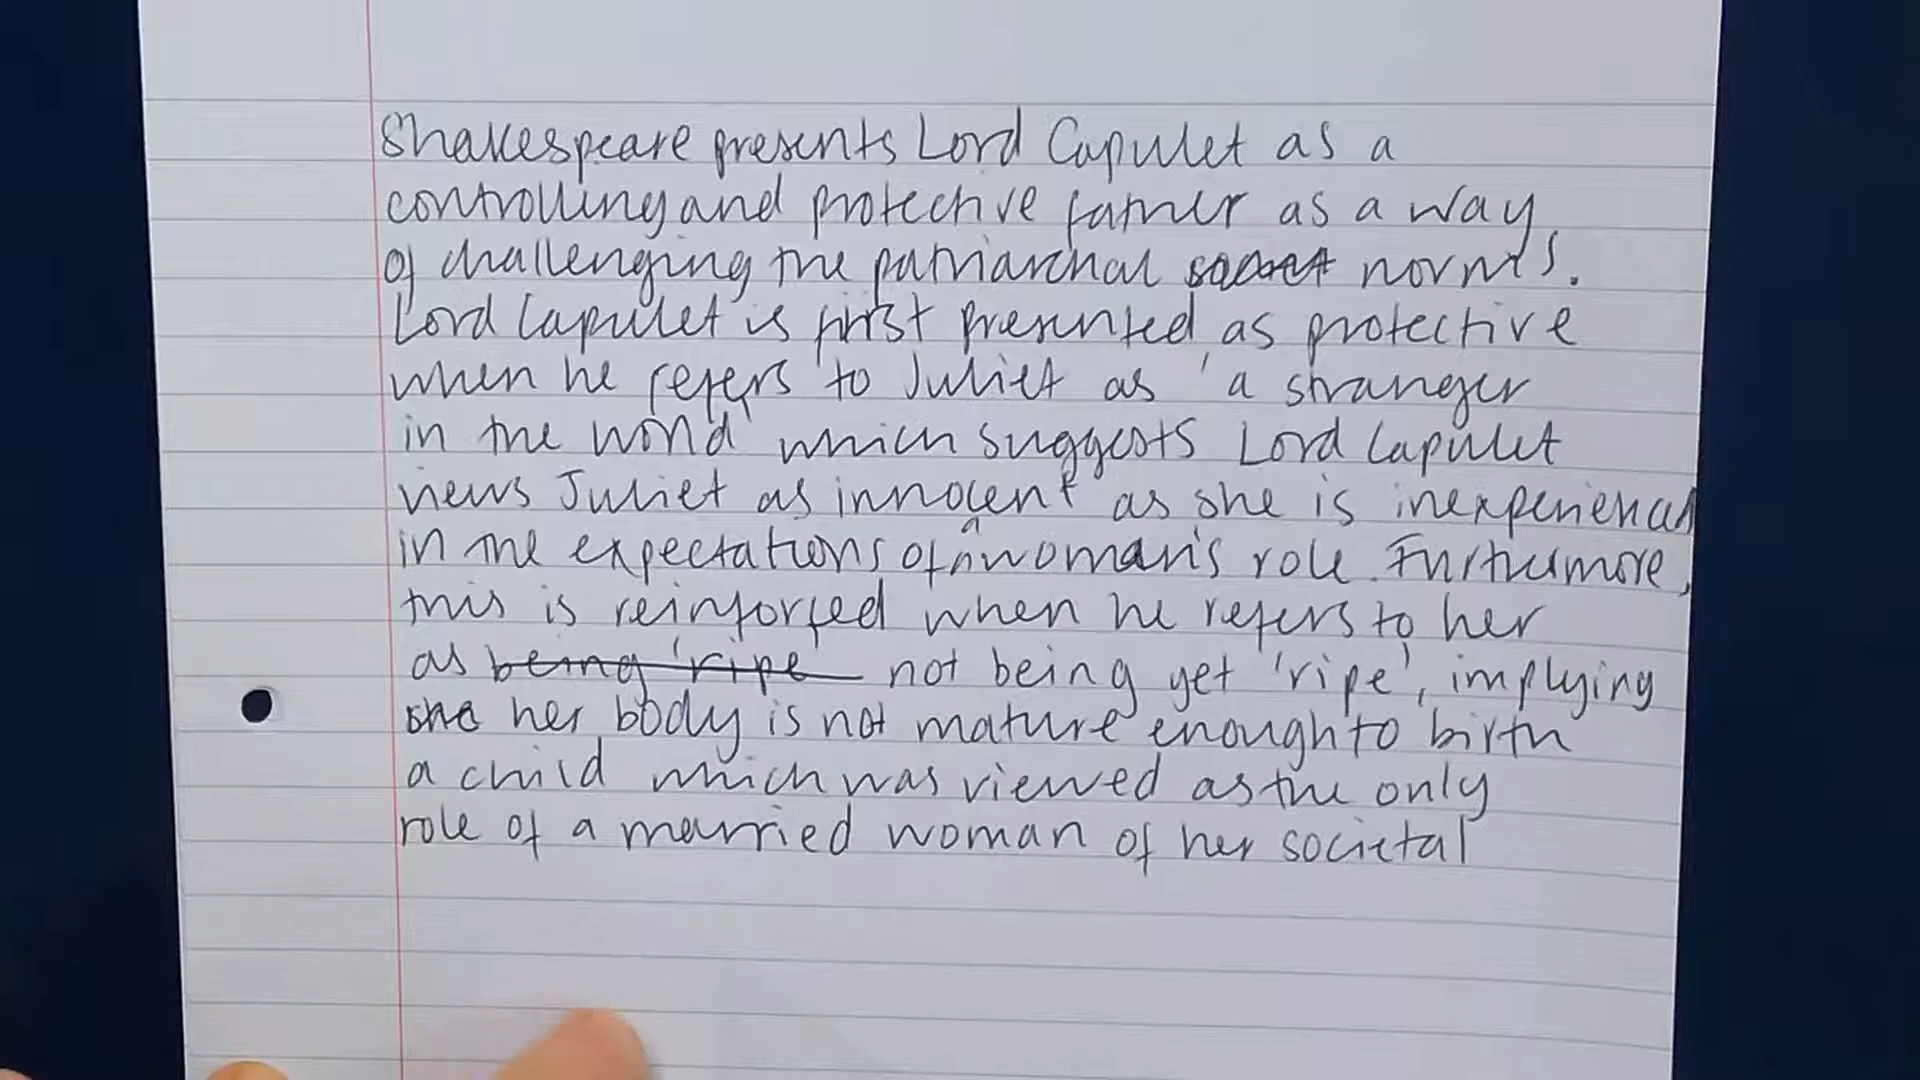 Shakespeare presents Lord Capulet as a
controlling and protective father as a way
of challenging the patriarchal norms.
Lord Capulet is first presented as protective
when he refers to Juliet as 'a stranger
in the world' which suggests Lord Capulet
views Juliet as innocent as she is inexperienced
in the expectations of a woman's role. Furthermore,
this is reinforced when he refers to her
as being 'ripe' not being yet 'ripe', implying
she her body is not mature enough to birth
a child which was viewed as the only
role of a married woman of her societal